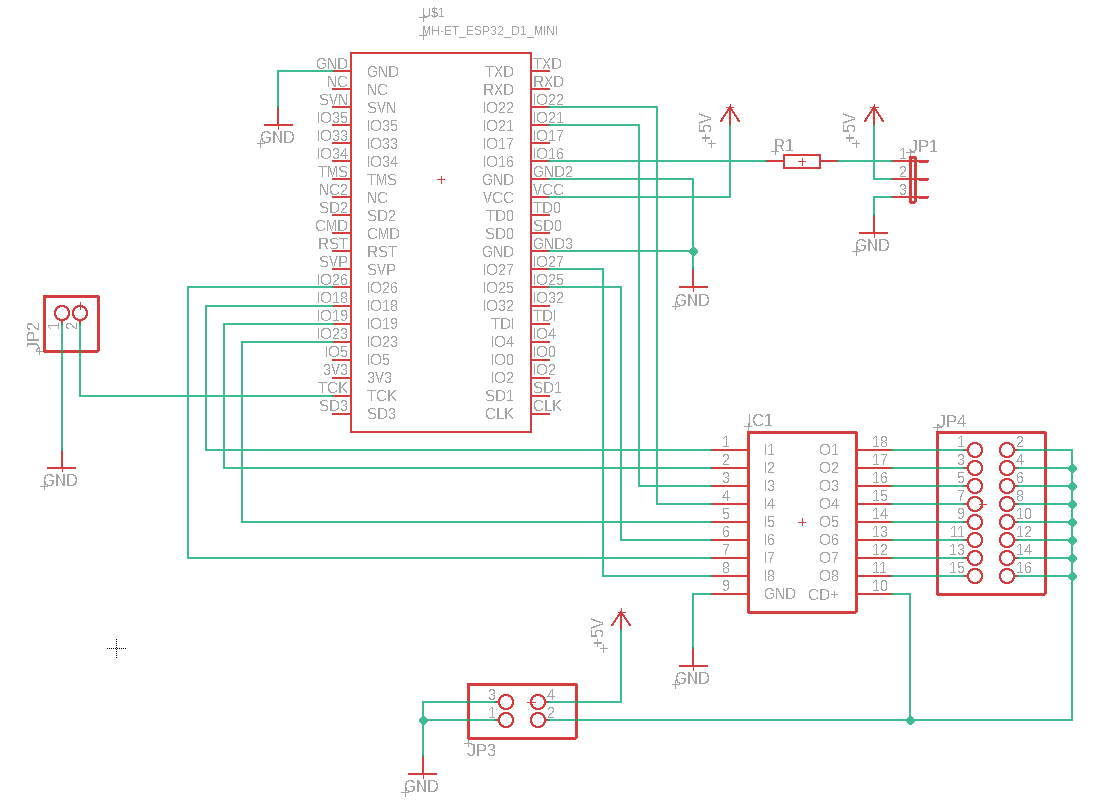 U$1
MH-ET_ESP32_D1_MINI
GND GND TXD TXD
NC NC RXD RXD
SVN SVN IO22 IO22
IO35 IO35 IO21 IO21
IO33 IO33 IO17 IO17
IO34 IO34 IO16 IO16
TMS TMS GND GND2
NC2 NC VCC VCC
SD2 SD2 TD0 TD0
CMD CMD SD0 SD0
RST RST GND GND3
SVP SVP IO27 IO27
IO26 IO26 IO25 IO25
IO18 IO18 IO32 IO32
IO19 IO19 TDI TDI
IO23 IO23 IO4 IO4
IO5 IO5 IO0 IO0
3V3 3V3 IO2 IO2
TCK TCK SD1 SD1
SD3 SD3 CLK CLK
GND
+5V
R1
+5V
JP1
1
2
3
GND
GND
JP2
1 2
GND
IC1
1 I1 O1 18
2 I2 O2 17
3 I3 O3 16
4 I4 O4 15
5 I5 O5 14
6 I6 O6 13
7 I7 O7 12
8 I8 O8 11
9 GND CD+ 10
JP4
1 2
3 4
5 6
7 8
9 10
11 12
13 14
15 16
GND
+5V
3 4
1 2
JP3
GND